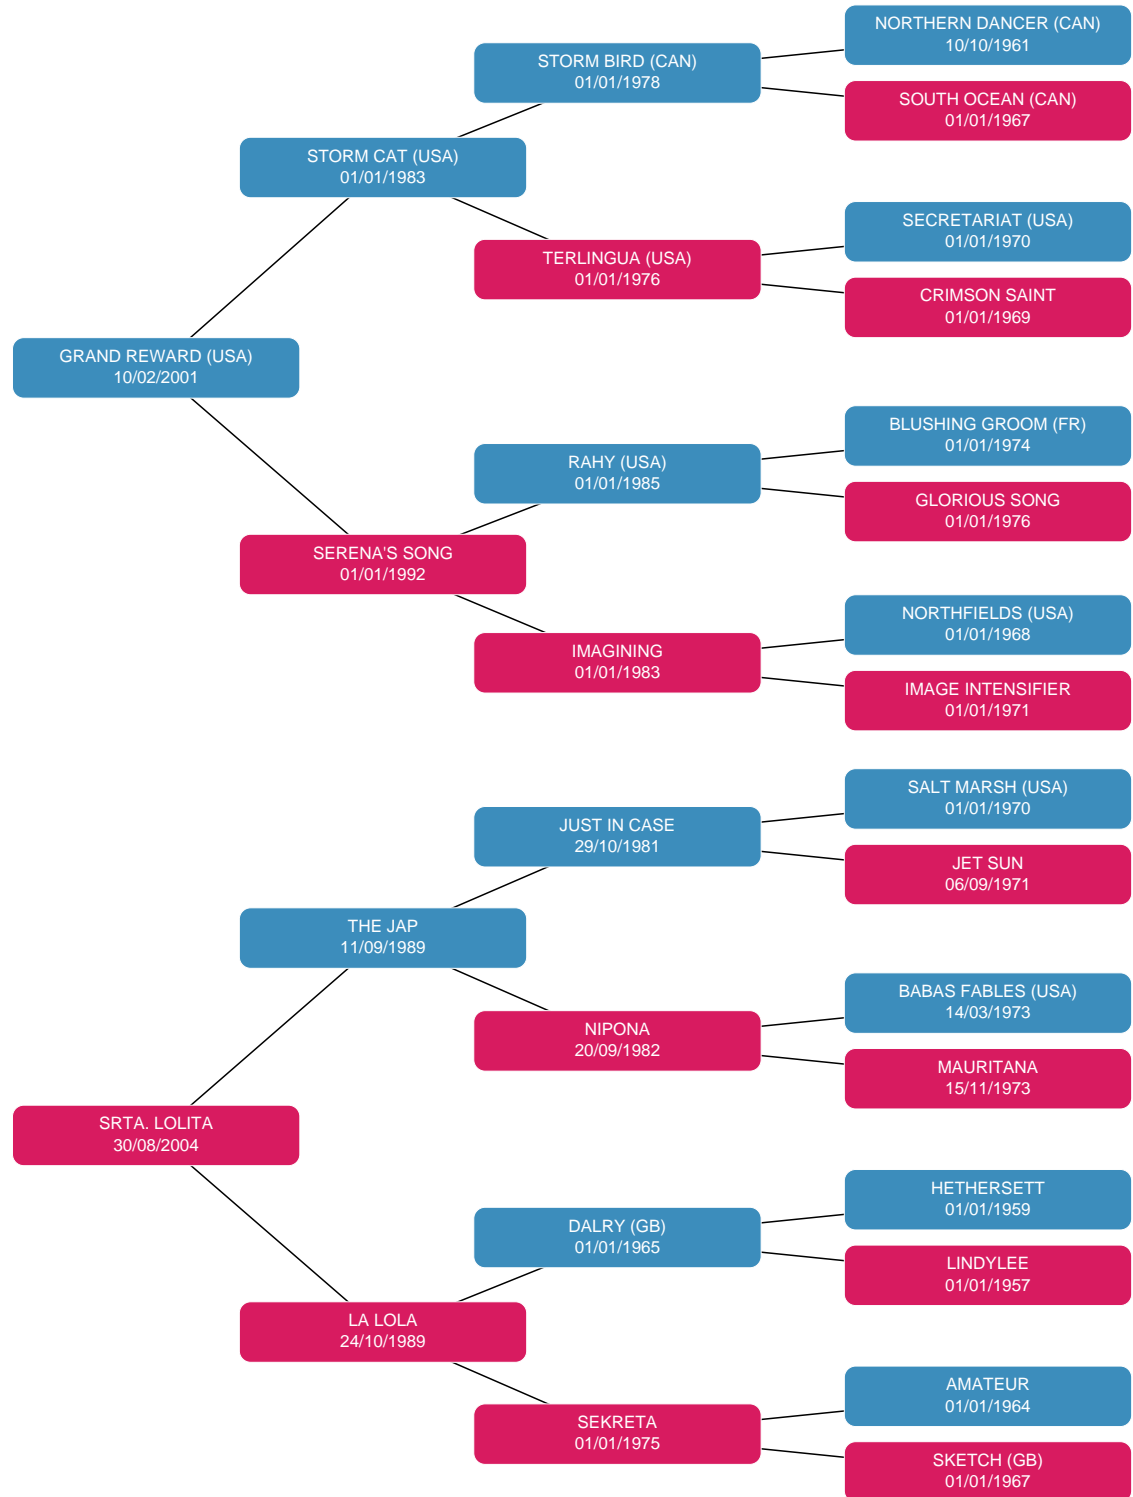 NORTHERN DANCER (CAN)
10/10/1961
STORM BIRD (CAN)
01/01/1978
SOUTH OCEAN (CAN)
01/01/1967
STORM CAT (USA)
01/01/1983
SECRETARIAT (USA)
01/01/1970
TERLINGUA (USA)
01/01/1976
CRIMSON SAINT
01/01/1969
GRAND REWARD (USA)
10/02/2001
BLUSHING GROOM (FR)
01/01/1974
RAHY (USA)
01/01/1985
GLORIOUS SONG
01/01/1976
SERENA'S SONG
01/01/1992
NORTHFIELDS (USA)
01/01/1968
IMAGINING
01/01/1983
IMAGE INTENSIFIER
01/01/1971
SALT MARSH (USA)
01/01/1970
JUST IN CASE
29/10/1981
JET SUN
06/09/1971
THE JAP
11/09/1989
BABAS FABLES (USA)
14/03/1973
NIPONA
20/09/1982
MAURITANA
15/11/1973
SRTA. LOLITA
30/08/2004
HETHERSETT
01/01/1959
DALRY (GB)
01/01/1965
LINDYLEE
01/01/1957
LA LOLA
24/10/1989
AMATEUR
01/01/1964
SEKRETA
01/01/1975
SKETCH (GB)
01/01/1967